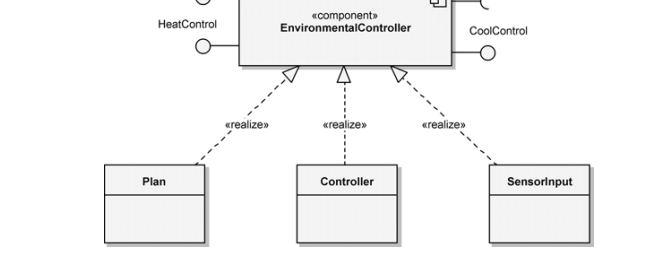 «component»
HeatControl
EnvironmentalController
CoolControl
«realize» «realize» «realize»
Plan Controller SensorInput